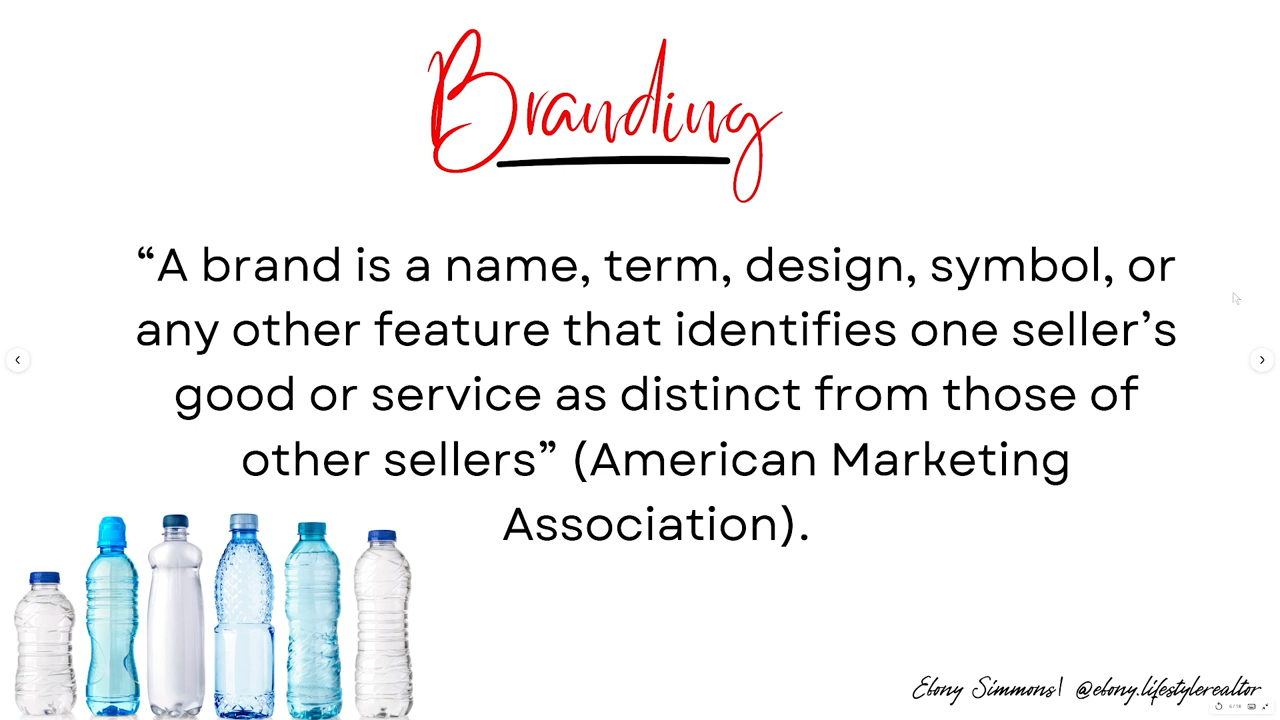 Branding
“A brand is a name, term, design, symbol, or
any other feature that identifies one seller’s
good or service as distinct from those of
other sellers” (American Marketing
Association).
Ebony Simmons| @ebony.lifestylerealtor